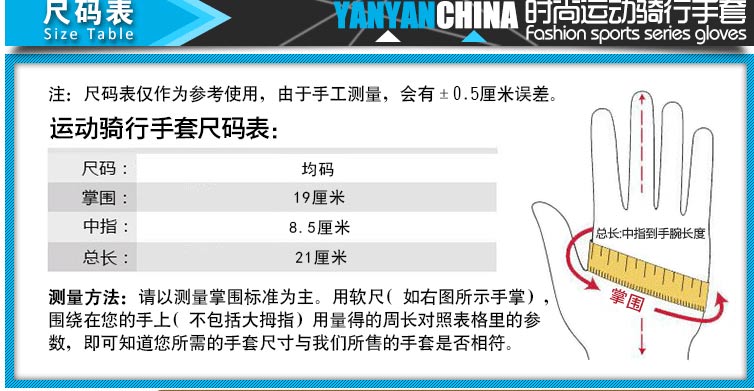 尺码表
Size Table
YANYANCHINA 时尚运动骑行手套
Fashion sports series gloves
注：尺码表仅作为参考使用，由于手工测量，会有±0.5厘米误差。
运动骑行手套尺码表：
尺码： 均码
掌围： 19厘米
中指： 8.5厘米
总长： 21厘米
测量方法：请以测量掌围标准为主。用软尺( 如右图所示手掌)，
围绕在您的手上( 不包括大拇指)用量得的周长对照表格里的参
数，即可知道您所需的手套尺寸与我们所售的手套是否相符。
总长:中指到手腕长度
掌围